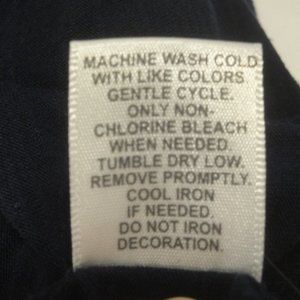 MACHINE WASH COLD
WITH LIKE COLORS
GENTLE CYCLE.
ONLY NON-
CHLORINE BLEACH
WHEN NEEDED.
TUMBLE DRY LOW.
REMOVE PROMPTLY.
COOL IRON
IF NEEDED.
DO NOT IRON
DECORATION.